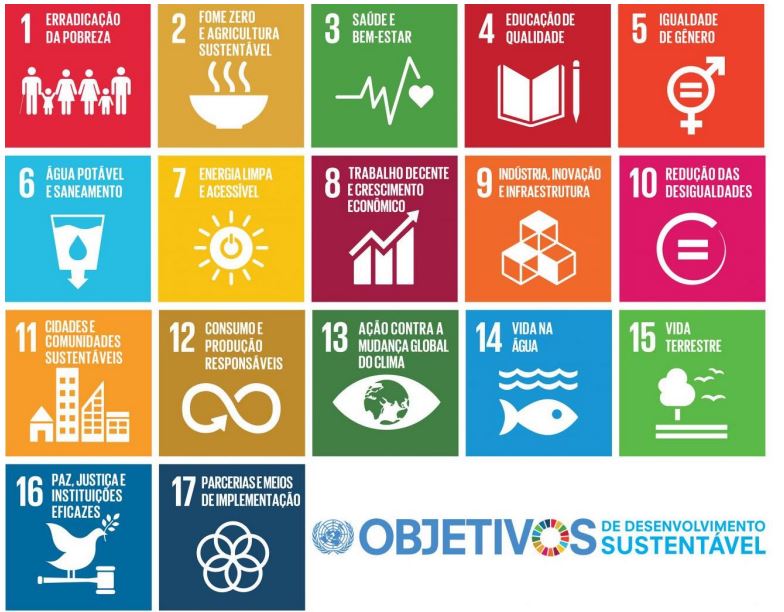 1 ERRADICAÇÃO
DA POBREZA
2 FOME ZERO
E AGRICULTURA
SUSTENTÁVEL
3 SAÚDE E
BEM-ESTAR
4 EDUCAÇÃO DE
QUALIDADE
5 IGUALDADE
DE GÊNERO
6 ÁGUA POTÁVEL
E SANEAMENTO
7 ENERGIA LIMPA
E ACESSÍVEL
8 TRABALHO DECENTE
E CRESCIMENTO
ECONÔMICO
9 INDÚSTRIA, INOVAÇÃO
E INFRAESTRUTURA
10 REDUÇÃO DAS
DESIGUALDADES
11 CIDADES E
COMUNIDADES
SUSTENTÁVEIS
12 CONSUMO E
PRODUÇÃO
RESPONSÁVEIS
13 AÇÃO CONTRA A
MUDANÇA GLOBAL
DO CLIMA
14 VIDA NA
ÁGUA
15 VIDA
TERRESTRE
16 PAZ, JUSTIÇA E
INSTITUIÇÕES
EFICAZES
17 PARCERIAS E MEIOS
DE IMPLEMENTAÇÃO
OBJETIVOS
DE DESENVOLVIMENTO
SUSTENTÁVEL